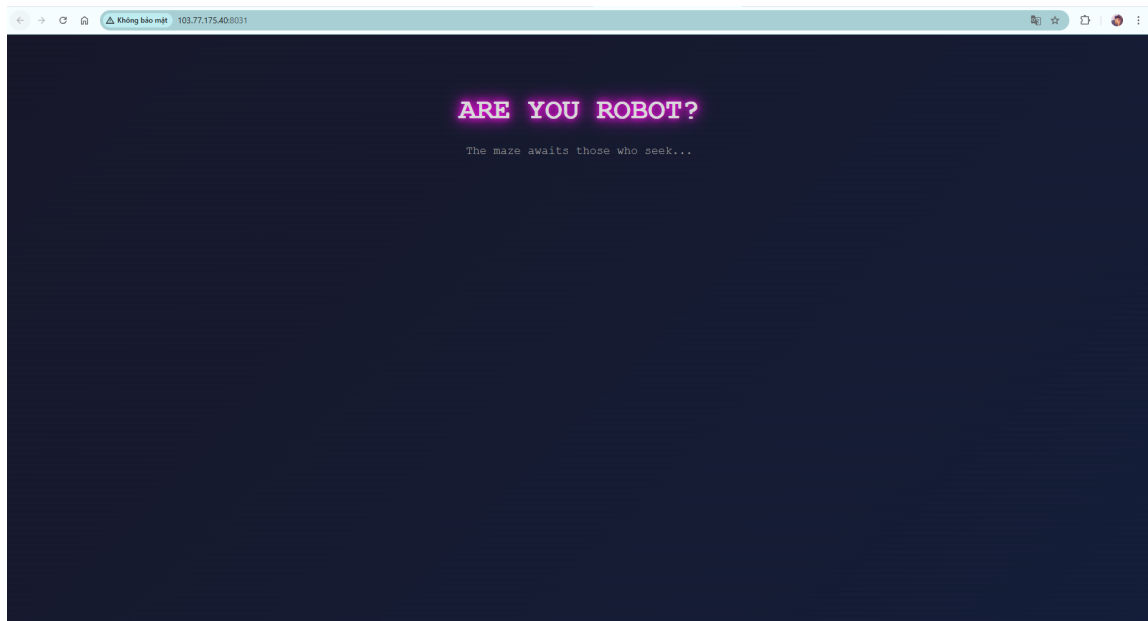 Không bảo mật 103.77.175.40:8031
ARE YOU ROBOT?
The maze awaits those who seek...